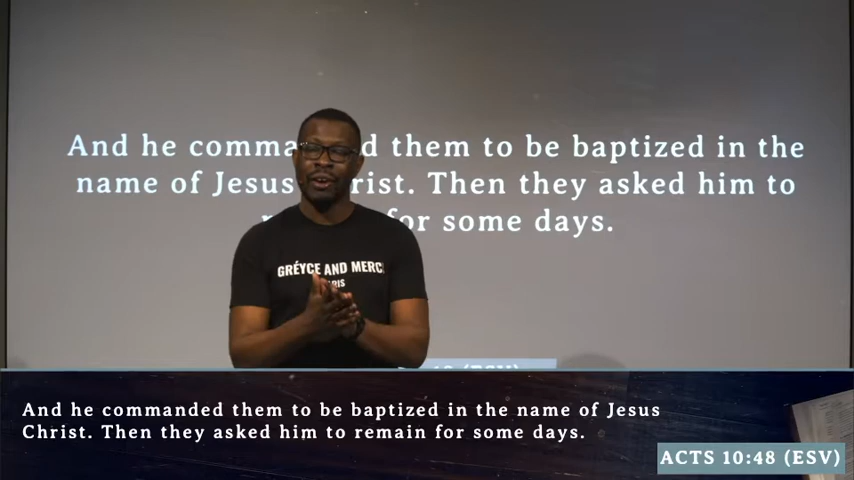 And he comma d them to be baptized in the
name of Jesus rist. Then they asked him to
for some days.
GRÉYCE AND MERC
And he commanded them to be baptized in the name of Jesus
Christ. Then they asked him to remain for some days.
ACTS 10:48 (ESV)